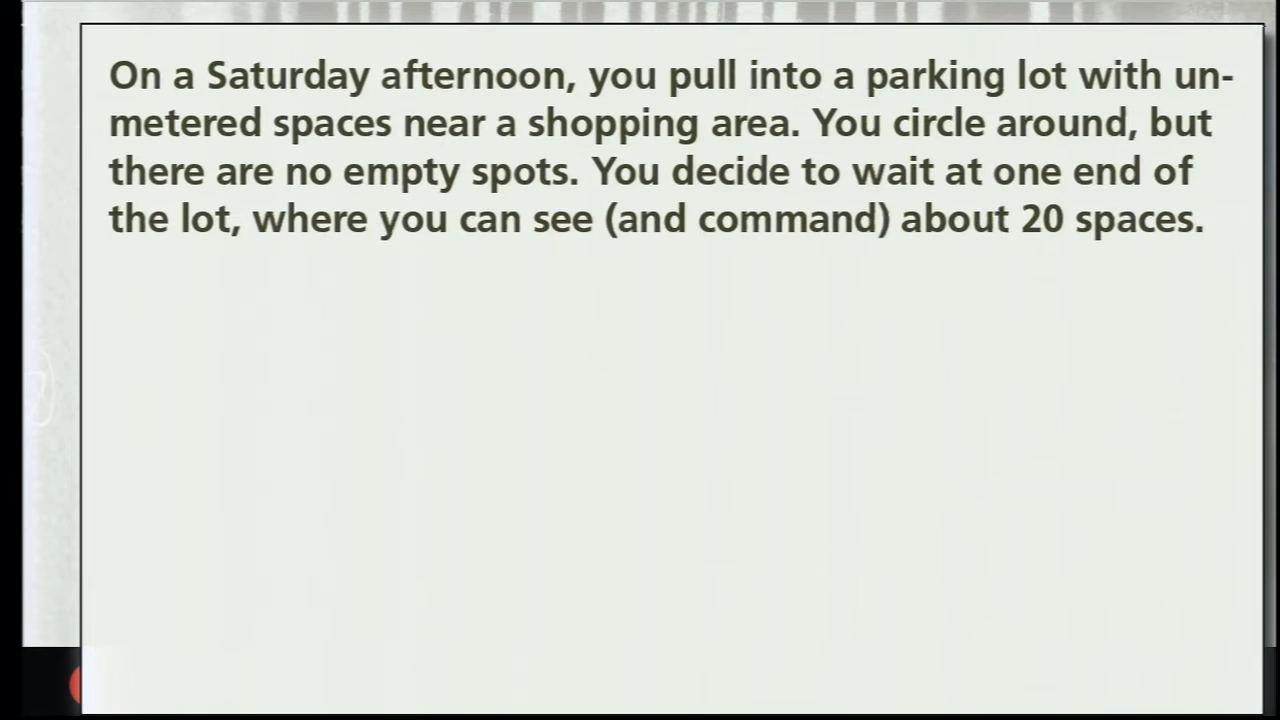 On a Saturday afternoon, you pull into a parking lot with un-
metered spaces near a shopping area. You circle around, but
there are no empty spots. You decide to wait at one end of
the lot, where you can see (and command) about 20 spaces.